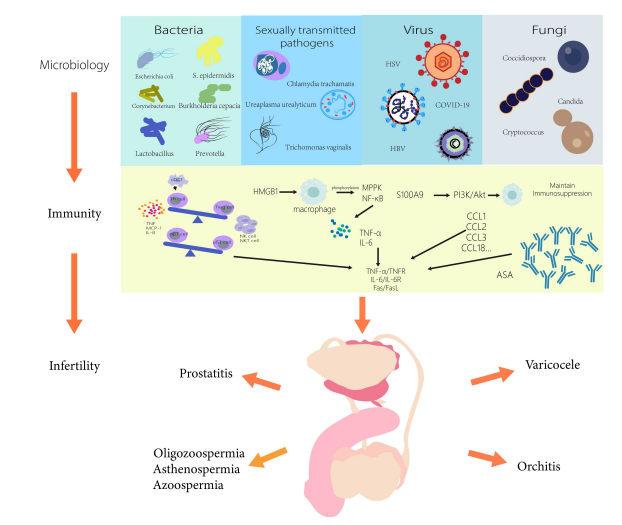 Bacteria
Sexually transmitted
pathogens
Virus
Fungi
Microbiology
Escherichia coli
S. epidermidis
Corynebacterium
Burkholderia cepacia
Lactobacillus
Prevotella
Chlamydia trachamatis
Ureaplasma urealyticum
Trichomonas vaginalis
HSV
COVID-19
HBV
Coccidiospora
Candida
Cryptococcus
Immunity
TNF
MCP-1
IL-8
NK cell
NKT cell
HMGB1
macrophage
phosphorylation
MPPK
NF-κB
TNF-α
IL-6
S100A9
PI3K/Akt
Maintain
Immunosuppression
CCL1
CCL2
CCL3
CCL18...
ASA
TNF-α/TNFR
IL-6/IL-6R
Fas/FasL
Infertility
Prostatitis
Varicocele
Oligozoospermia
Asthenospermia
Azoospermia
Orchitis